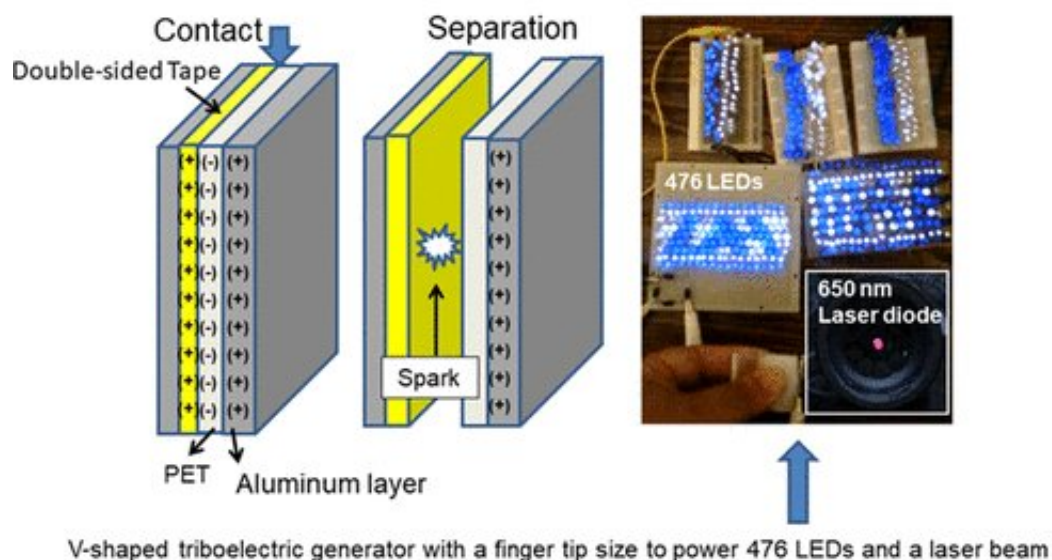 Contact
Separation
Double-sided Tape
(+) (-) (+)
(+) (-) (+)
(+) (-) (+)
(+) (-) (+)
(+) (-) (+)
(+) (-) (+)
(+) (-) (+)
(+) (-) (+)
(+) (-) (+)
(+) (-) (+)
(+)
(+)
(+)
(+)
(+)
(+)
(+)
(+)
(+)
(+)
Spark
PET
Aluminum layer
476 LEDs
650 nm
Laser diode
V-shaped triboelectric generator with a finger tip size to power 476 LEDs and a laser beam